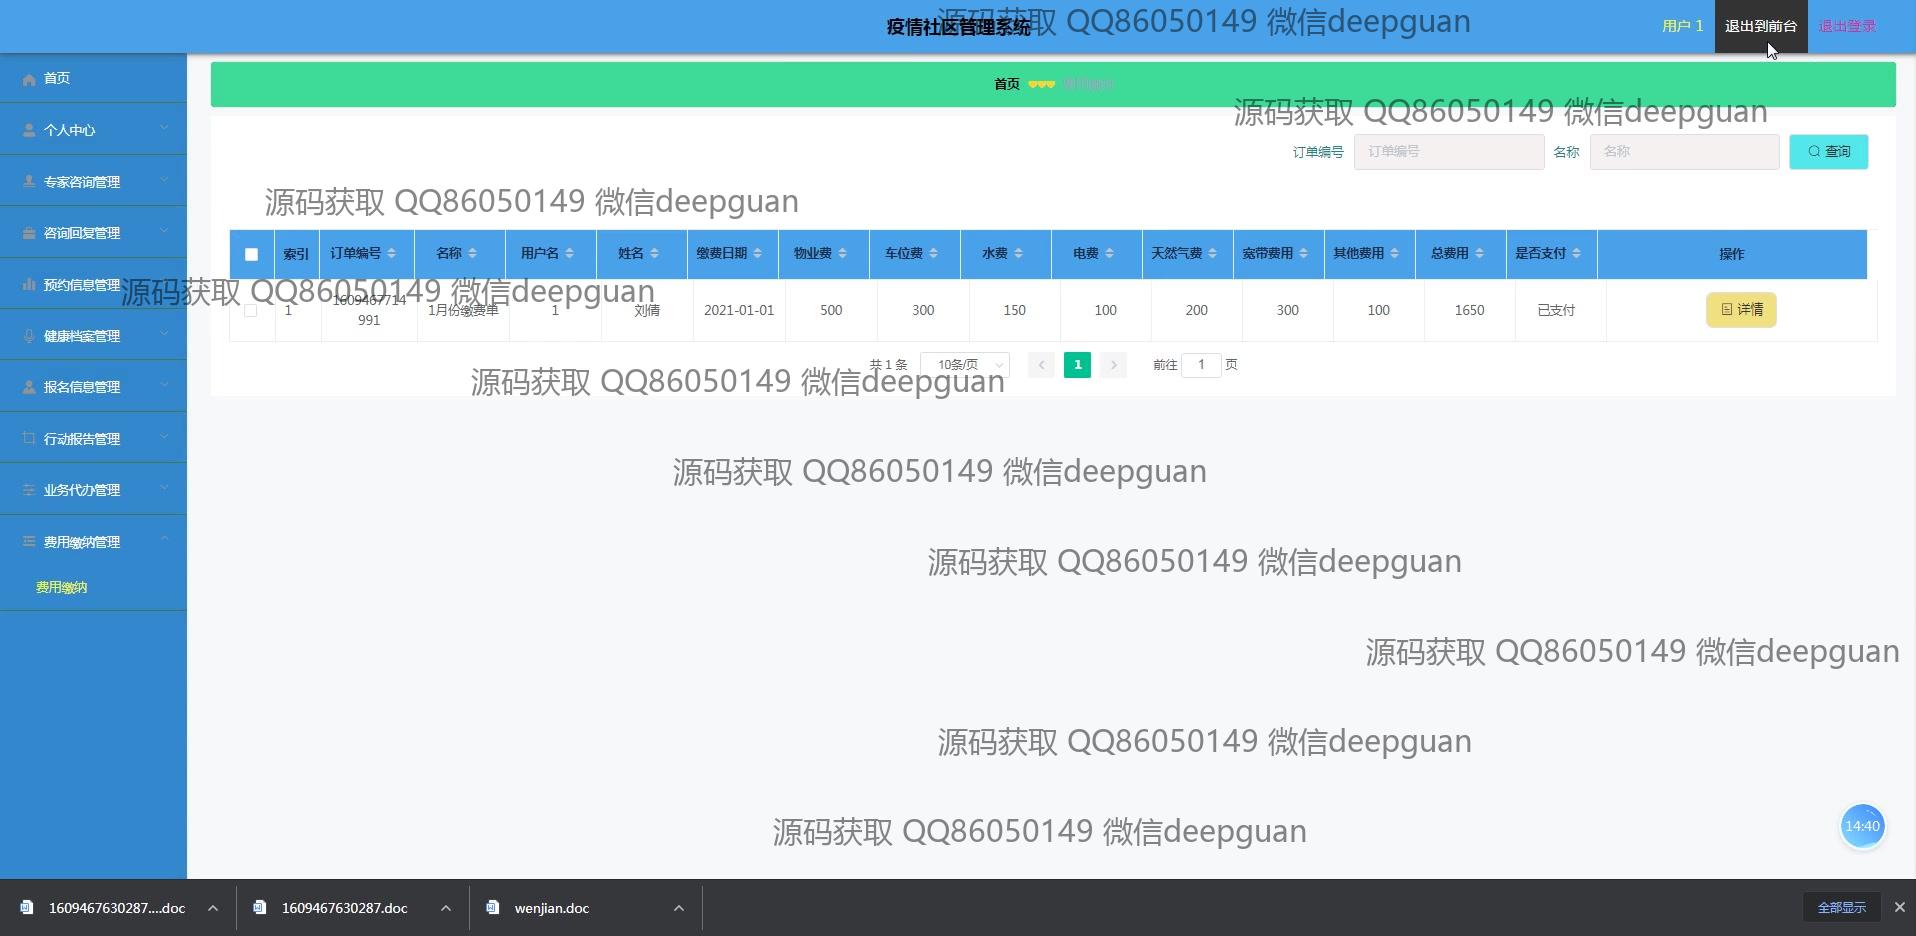 疫情社区管理系统
源码获取 QQ86050149 微信deepguan
用户 1
退出到前台
退出登录
首页
个人中心
专家咨询管理
咨询回复管理
预约信息管理
健康档案管理
报名信息管理
行动报告管理
业务代办管理
费用缴纳管理
费用缴纳
首页
源码获取 QQ86050149 微信deepguan
订单编号 订单编号 名称 名称 查询
源码获取 QQ86050149 微信deepguan
索引 订单编号 名称 用户名 姓名 缴费日期 物业费 车位费 水费 电费 天然气费 宽带费用 其他费用 总费用 是否支付 操作
源码获取 QQ86050149 微信deepguan
1 1609467714991 1月份缴费单 1 刘倩 2021-01-01 500 300 150 100 200 300 100 1650 已支付 详情
共 1 条 10条/页 1 前往 1 页
源码获取 QQ86050149 微信deepguan
源码获取 QQ86050149 微信deepguan
源码获取 QQ86050149 微信deepguan
源码获取 QQ86050149 微信deepguan
源码获取 QQ86050149 微信deepguan
源码获取 QQ86050149 微信deepguan
14:40
1609467630287....doc
1609467630287.doc
wenjian.doc
全部显示